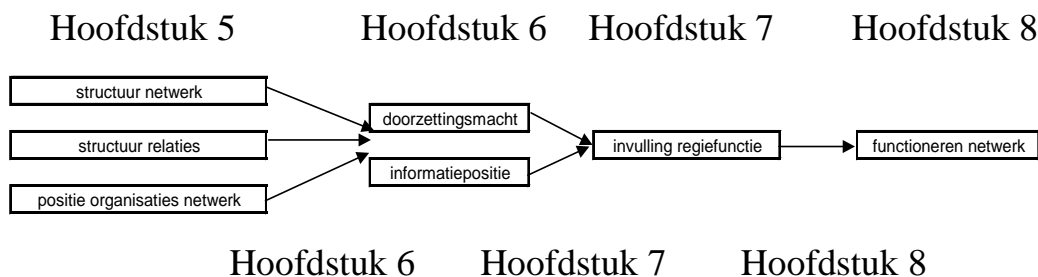 Hoofdstuk 5 Hoofdstuk 6 Hoofdstuk 7 Hoofdstuk 8
structuur netwerk
doorzettingsmacht
structuur relaties
invulling regiefunctie
functioneren netwerk
informatiepositie
positie organisaties netwerk
Hoofdstuk 6 Hoofdstuk 7 Hoofdstuk 8